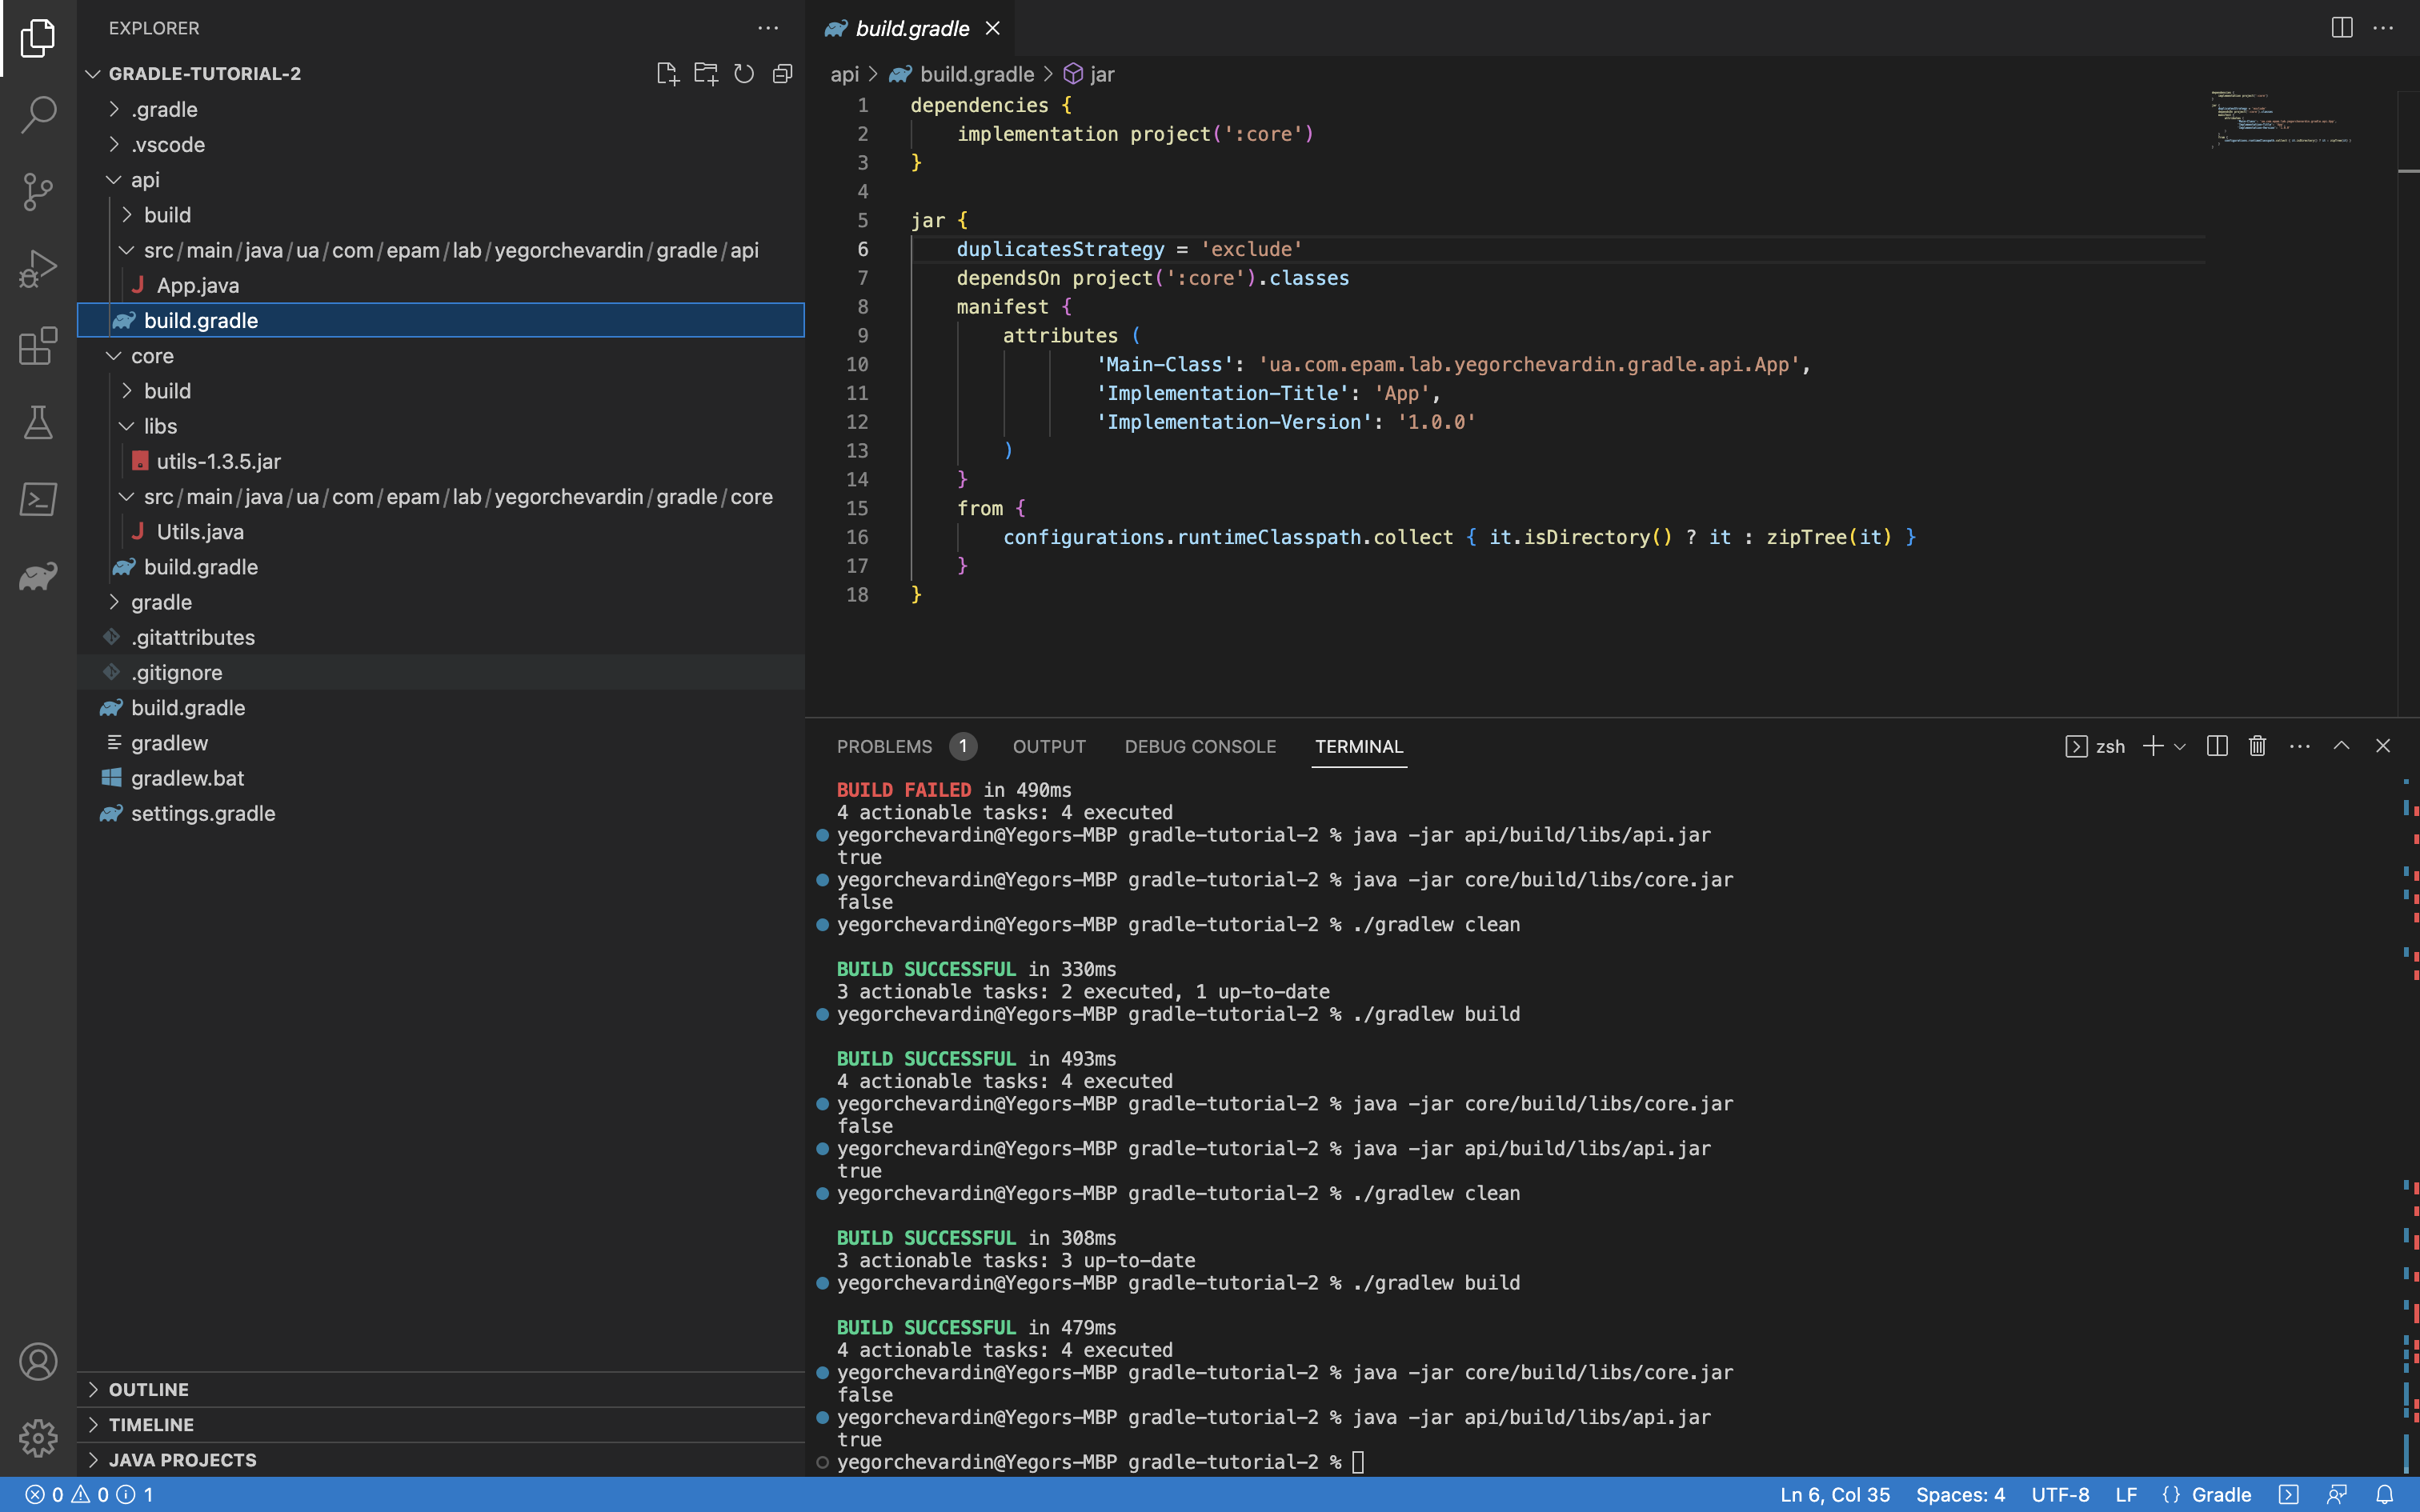 EXPLORER
GRADLE-TUTORIAL-2
.gradle
.vscode
api
build
src/main/java/ua/com/epam/lab/yegorchevardin/gradle/api
App.java
build.gradle
core
build
libs
utils-1.3.5.jar
src/main/java/ua/com/epam/lab/yegorchevardin/gradle/core
Utils.java
build.gradle
gradle
.gitattributes
.gitignore
build.gradle
gradlew
gradlew.bat
settings.gradle
OUTLINE
TIMELINE
JAVA PROJECTS
build.gradle
api > build.gradle > jar
1 dependencies {
2     implementation project(':core')
3 }
4
5 jar {
6     duplicatesStrategy = 'exclude'
7     dependsOn project(':core').classes
8     manifest {
9         attributes (
10                 'Main-Class': 'ua.com.epam.lab.yegorchevardin.gradle.api.App',
11                 'Implementation-Title': 'App',
12                 'Implementation-Version': '1.0.0'
13         )
14     }
15     from {
16         configurations.runtimeClasspath.collect { it.isDirectory() ? it : zipTree(it) }
17     }
18 }
PROBLEMS 1 OUTPUT DEBUG CONSOLE TERMINAL zsh
BUILD FAILED in 490ms
4 actionable tasks: 4 executed
yegorchevardin@Yegors-MBP gradle-tutorial-2 % java -jar api/build/libs/api.jar
true
yegorchevardin@Yegors-MBP gradle-tutorial-2 % java -jar core/build/libs/core.jar
false
yegorchevardin@Yegors-MBP gradle-tutorial-2 % ./gradlew clean
BUILD SUCCESSFUL in 330ms
3 actionable tasks: 2 executed, 1 up-to-date
yegorchevardin@Yegors-MBP gradle-tutorial-2 % ./gradlew build
BUILD SUCCESSFUL in 493ms
4 actionable tasks: 4 executed
yegorchevardin@Yegors-MBP gradle-tutorial-2 % java -jar core/build/libs/core.jar
false
yegorchevardin@Yegors-MBP gradle-tutorial-2 % java -jar api/build/libs/api.jar
true
yegorchevardin@Yegors-MBP gradle-tutorial-2 % ./gradlew clean
BUILD SUCCESSFUL in 308ms
3 actionable tasks: 3 up-to-date
yegorchevardin@Yegors-MBP gradle-tutorial-2 % ./gradlew build
BUILD SUCCESSFUL in 479ms
4 actionable tasks: 4 executed
yegorchevardin@Yegors-MBP gradle-tutorial-2 % java -jar core/build/libs/core.jar
false
yegorchevardin@Yegors-MBP gradle-tutorial-2 % java -jar api/build/libs/api.jar
true
yegorchevardin@Yegors-MBP gradle-tutorial-2 %
0 0 1 Ln 6, Col 35 Spaces: 4 UTF-8 LF {} Gradle